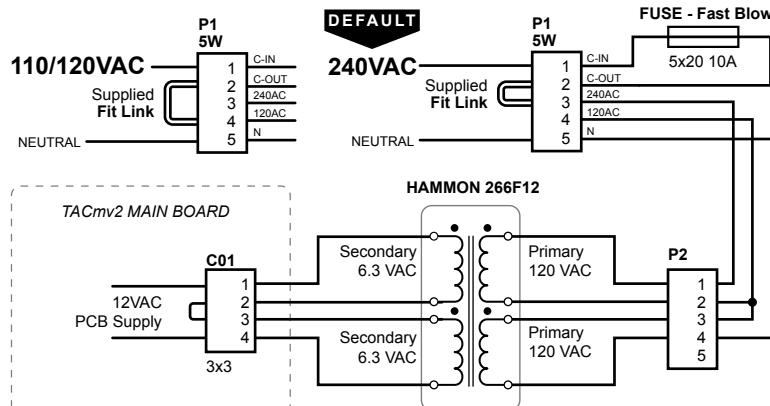 P1
5W
110/120VAC
C-IN
1
C-OUT
2
240AC
3
120AC
4
N
5
Supplied
Fit Link
NEUTRAL
DEFAULT
P1
5W
FUSE - Fast Blow
5x20 10A
240VAC
C-IN
1
C-OUT
2
240AC
3
120AC
4
N
5
Supplied
Fit Link
NEUTRAL
HAMMON 266F12
TACmv2 MAIN BOARD
C01
1
2
3
4
3x3
12VAC
PCB Supply
Secondary
6.3 VAC
Secondary
6.3 VAC
Primary
120 VAC
Primary
120 VAC
P2
1
2
3
4
5